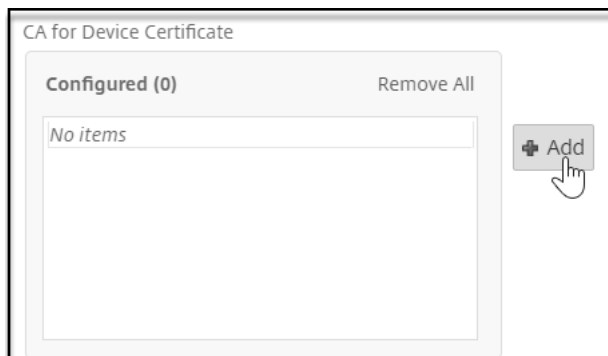 CA for Device Certificate
Configured (0) Remove All
No items
Add